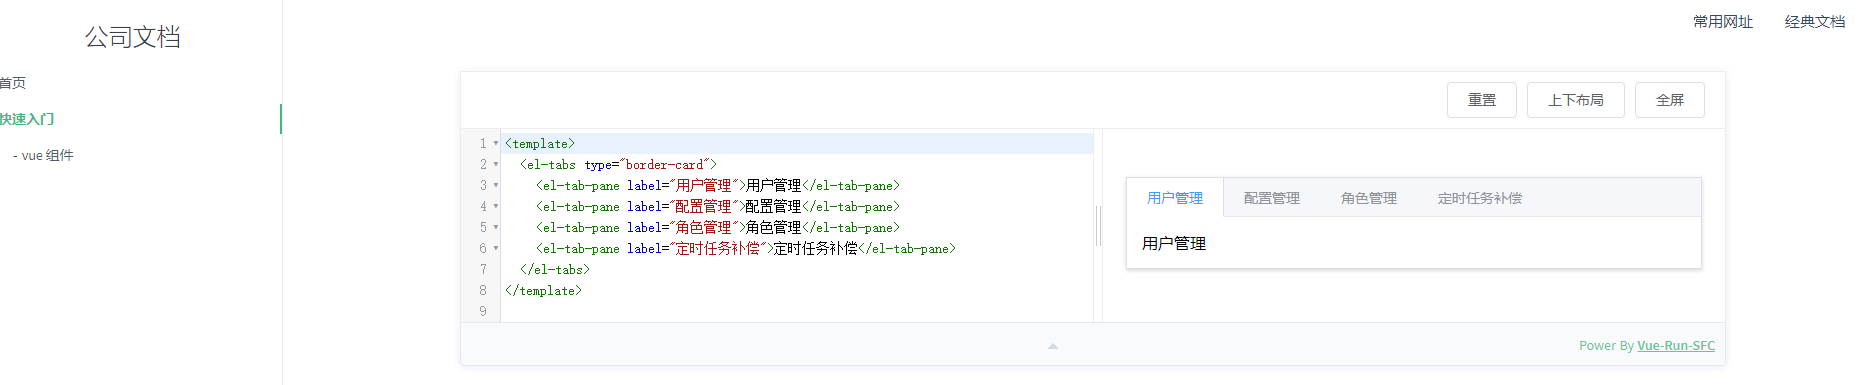 公司文档
常用网址 经典文档
首页
快速入门
- vue 组件
重置 上下布局 全屏
1 <template>
2 <el-tabs type="border-card">
3 <el-tab-pane label="用户管理">用户管理</el-tab-pane>
4 <el-tab-pane label="配置管理">配置管理</el-tab-pane>
5 <el-tab-pane label="角色管理">角色管理</el-tab-pane>
6 <el-tab-pane label="定时任务补偿">定时任务补偿</el-tab-pane>
7 </el-tabs>
8 </template>
9
用户管理 配置管理 角色管理 定时任务补偿
用户管理
Power By Vue-Run-SFC